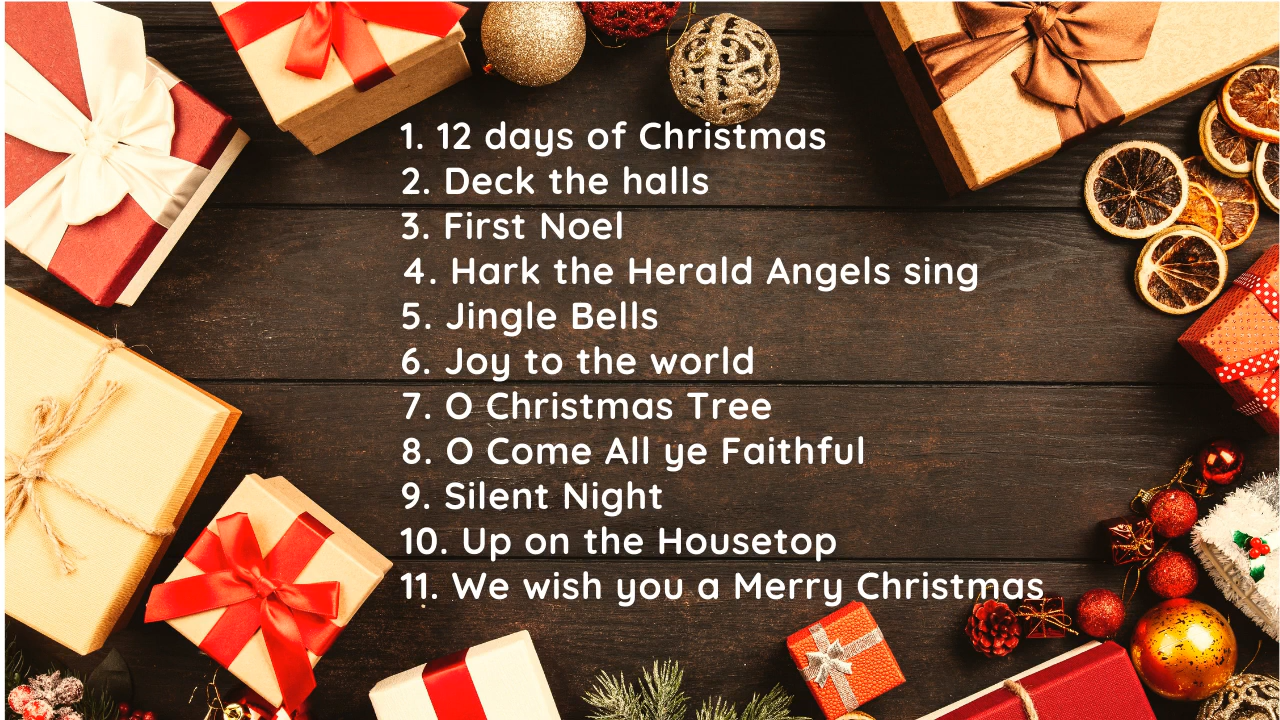 1. 12 days of Christmas
2. Deck the halls
3. First Noel
4. Hark the Herald Angels sing
5. Jingle Bells
6. Joy to the world
7. O Christmas Tree
8. O Come All ye Faithful
9. Silent Night
10. Up on the Housetop
11. We wish you a Merry Christmas